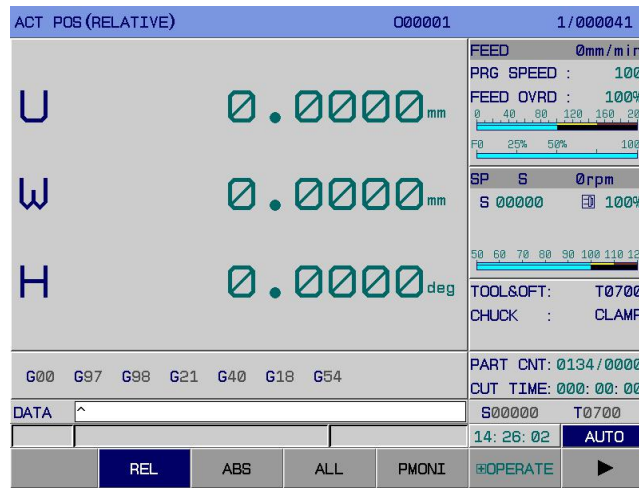 ACT POS(RELATIVE) O00001 1/000041
U 0.0000mm
W 0.0000mm
H 0.0000deg
FEED 0mm/min
PRG SPEED : 100
FEED OVRD : 100%
0 40 80 120 160 20
F0 25% 50% 100
SP S 0rpm
S 00000 100%
50 60 70 80 90 100 110 12
TOOL&OFT: T0700
CHUCK : CLAMP
G00 G97 G98 G21 G40 G18 G54
PART CNT: 0134/0000
CUT TIME: 000:00:00
DATA ^
S00000 T0700
14:26:02 AUTO
REL ABS ALL PMONI ⊞OPERATE ▶